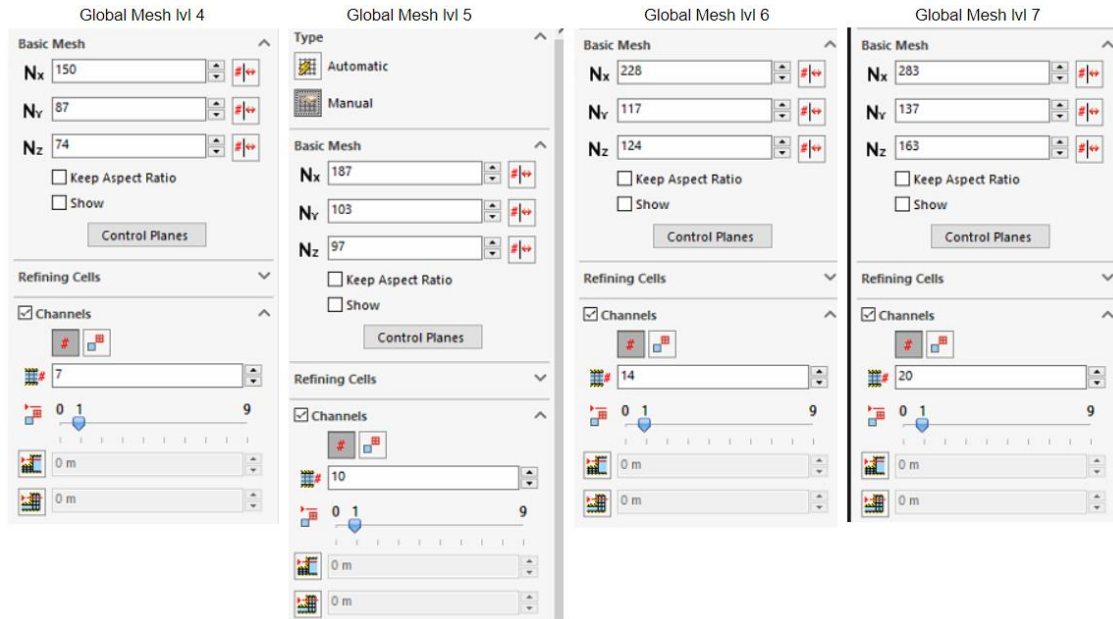 Global Mesh lvl 4
Basic Mesh
Nx 150
NY 87
Nz 74
Keep Aspect Ratio
Show
Control Planes
Refining Cells
Channels
#
# 7
0 1 9
0 m
0 m
Global Mesh lvl 5
Type
Automatic
Manual
Basic Mesh
Nx 187
NY 103
Nz 97
Keep Aspect Ratio
Show
Control Planes
Refining Cells
Channels
#
# 10
0 1 9
0 m
0 m
Global Mesh lvl 6
Basic Mesh
Nx 228
NY 117
Nz 124
Keep Aspect Ratio
Show
Control Planes
Refining Cells
Channels
#
# 14
0 1 9
0 m
0 m
Global Mesh lvl 7
Basic Mesh
Nx 283
NY 137
Nz 163
Keep Aspect Ratio
Show
Control Planes
Refining Cells
Channels
#
# 20
0 1 9
0 m
0 m